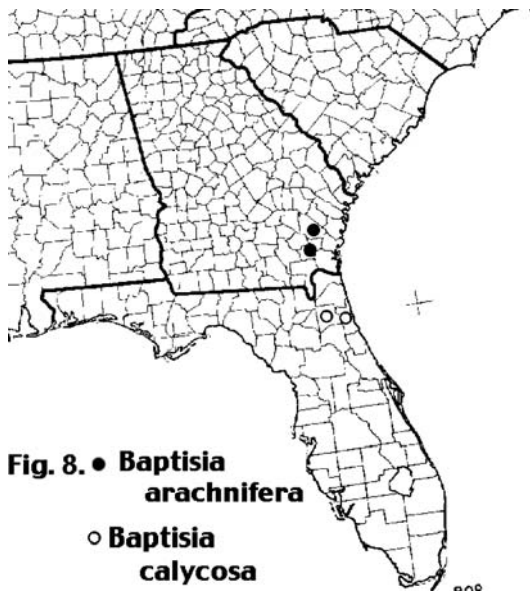 Fig. 8. ● Baptisia
arachnifera
○ Baptisia
calycosa